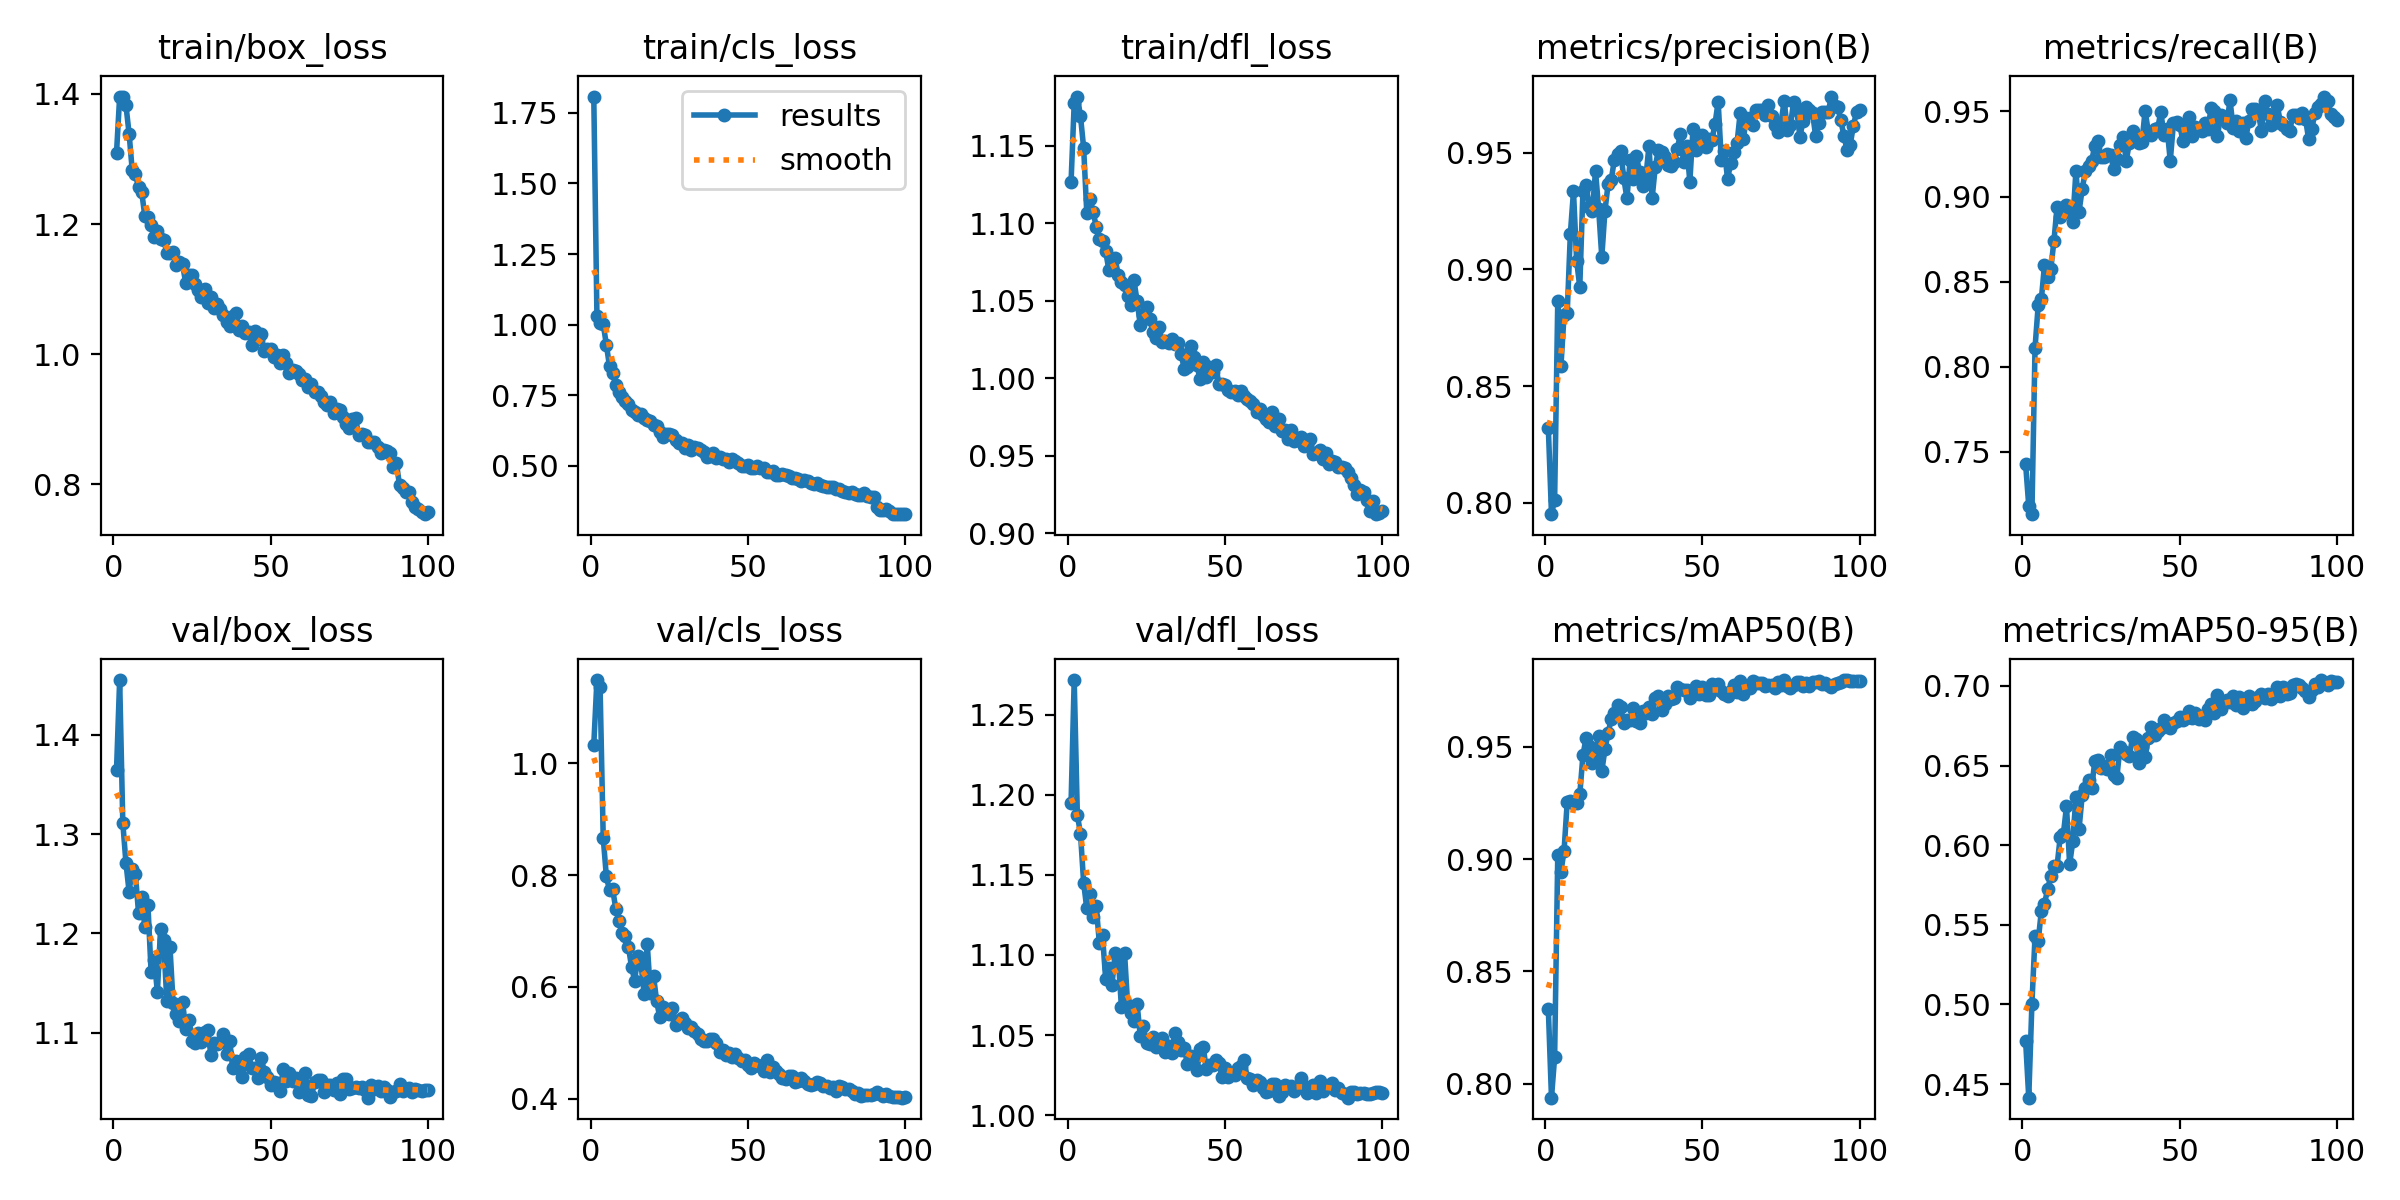 train/box_loss
1.4
1.2
1.0
0.8
0 50 100
train/cls_loss
results
smooth
1.75
1.50
1.25
1.00
0.75
0.50
0 50 100
train/dfl_loss
1.15
1.10
1.05
1.00
0.95
0.90
0 50 100
metrics/precision(B)
0.95
0.90
0.85
0.80
0 50 100
metrics/recall(B)
0.95
0.90
0.85
0.80
0.75
0 50 100
val/box_loss
1.4
1.3
1.2
1.1
0 50 100
val/cls_loss
1.0
0.8
0.6
0.4
0 50 100
val/dfl_loss
1.25
1.20
1.15
1.10
1.05
1.00
0 50 100
metrics/mAP50(B)
0.95
0.90
0.85
0.80
0 50 100
metrics/mAP50-95(B)
0.70
0.65
0.60
0.55
0.50
0.45
0 50 100